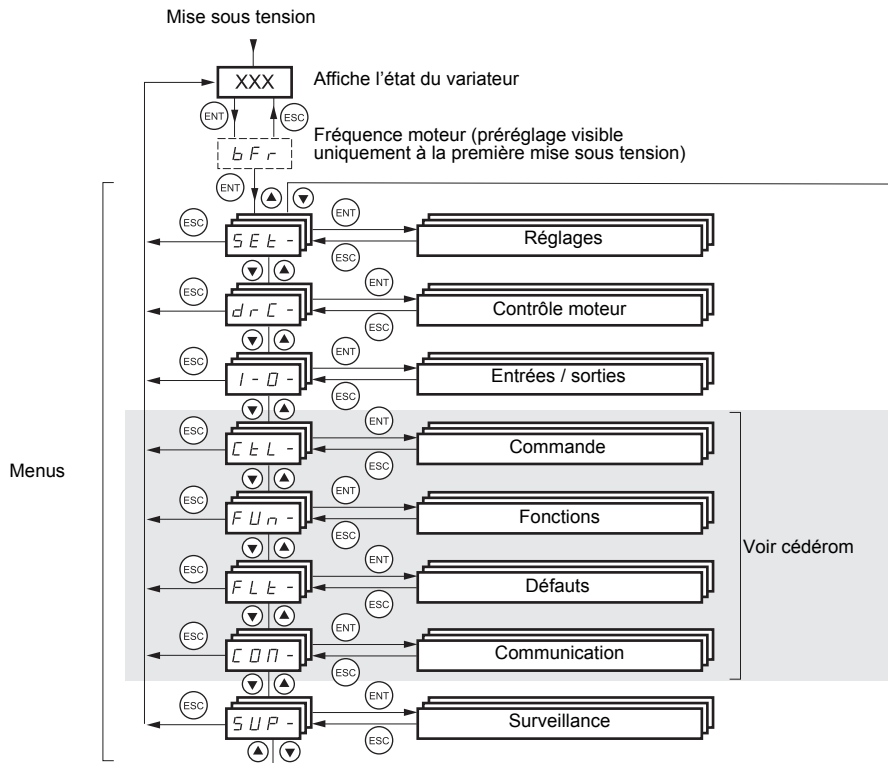 Mise sous tension
XXX
Affiche l'état du variateur
ENT
ESC
Fréquence moteur (préréglage visible
uniquement à la première mise sous tension)
bFr
ENT
ESC
SEt-
ENT
Réglages
ESC
ESC
drC-
ENT
Contrôle moteur
ESC
ESC
I-O-
ENT
Entrées / sorties
ESC
ESC
CtL-
ENT
Commande
ESC
Menus
ESC
FUn-
ENT
Fonctions
ESC
Voir cédérom
ESC
FLt-
ENT
Défauts
ESC
ESC
COM-
ENT
Communication
ESC
ESC
SUP-
ENT
Surveillance
ESC